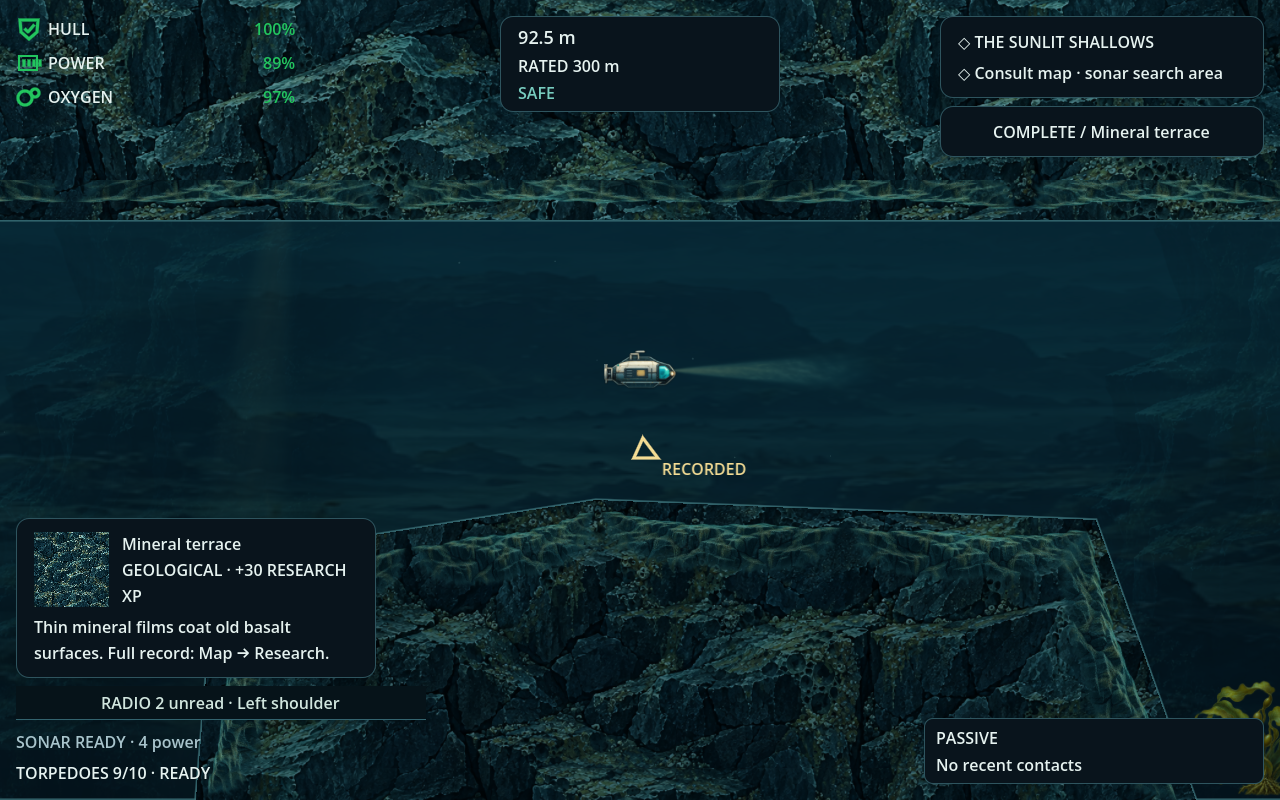 HULL 100%
POWER 89%
OXYGEN 97%
92.5 m
RATED 300 m
SAFE
◇ THE SUNLIT SHALLOWS
◇ Consult map · sonar search area
COMPLETE / Mineral terrace
RECORDED
Mineral terrace
GEOLOGICAL · +30 RESEARCH
XP
Thin mineral films coat old basalt
surfaces. Full record: Map → Research.
RADIO 2 unread · Left shoulder
SONAR READY · 4 power
TORPEDOES 9/10 · READY
PASSIVE
No recent contacts